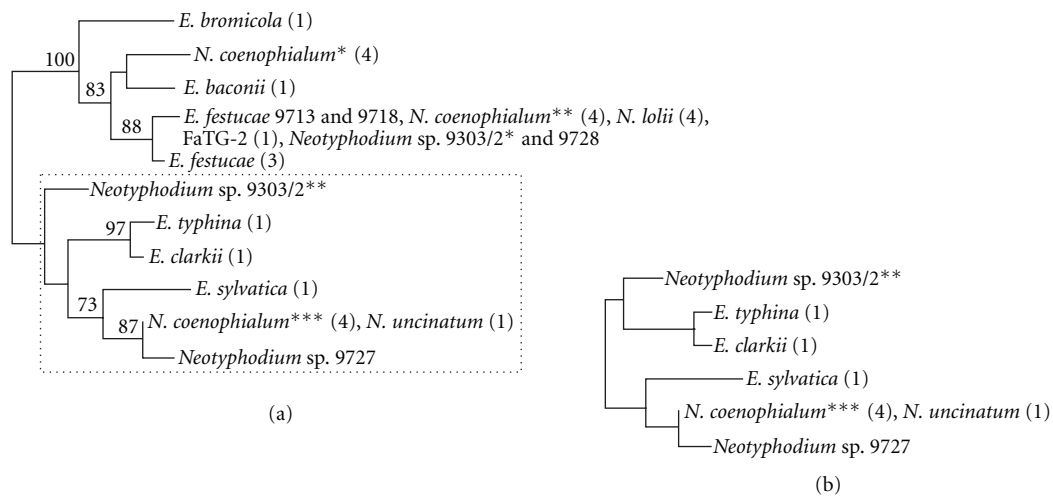 E. bromicola (1)
100
N. coenophialum* (4)
83
E. baconii (1)
88
E. festucae 9713 and 9718, N. coenophialum** (4), N. lolii (4),
FaTG-2 (1), Neotyphodium sp. 9303/2* and 9728
E. festucae (3)
Neotyphodium sp. 9303/2**
97
E. typhina (1)
E. clarkii (1)
73
E. sylvatica (1)
87
N. coenophialum*** (4), N. uncinatum (1)
Neotyphodium sp. 9727
(a)
Neotyphodium sp. 9303/2**
E. typhina (1)
E. clarkii (1)
E. sylvatica (1)
N. coenophialum*** (4), N. uncinatum (1)
Neotyphodium sp. 9727
(b)